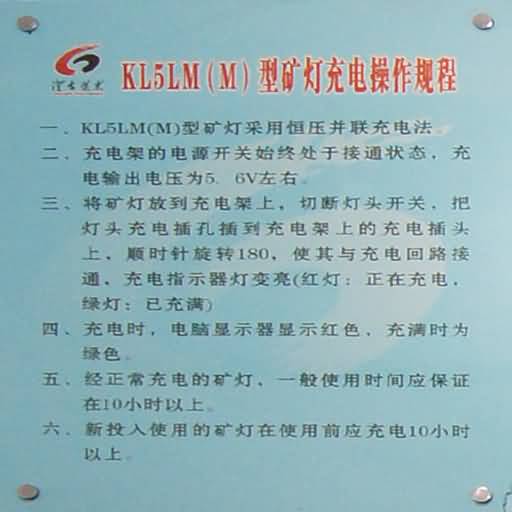 KL5LM(M)型矿灯充电操作规程
一、KL5LM(M)型矿灯采用恒压并联充电法
二、充电架的电源开关始终处于接通状态，充
电输出电压为5．6V左右。
三、将矿灯放到充电架上，切断灯头开关，把
灯头充电插孔插到充电架上的充电插头
上，顺时针旋转180，使其与充电回路接
通，充电指示器灯变亮(红灯：正在充电，
绿灯：已充满)
四、充电时，电脑显示器显示红色，充满时为
绿色。
五、经正常充电的矿灯，一般使用时间应保证
在10小时以上。
六、新投入使用的矿灯在使用前应充电10小时
以上。